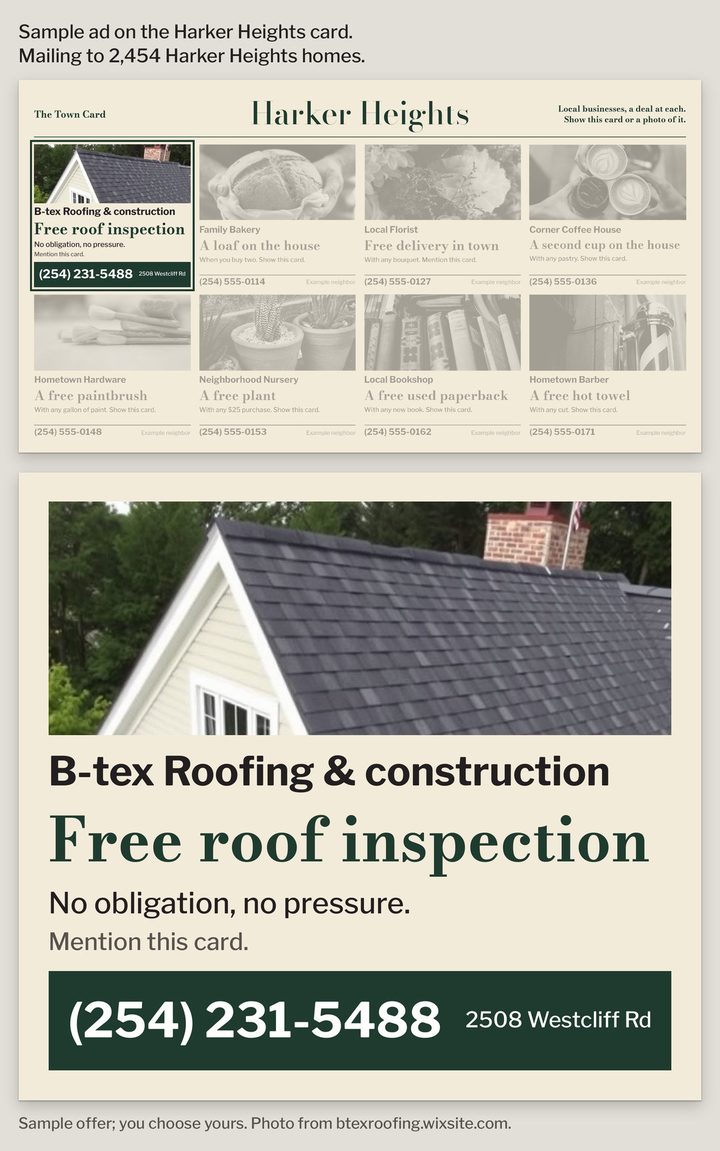 Sample ad on the Harker Heights card.
Mailing to 2,454 Harker Heights homes.
The Town Card
Harker Heights
Local businesses, a deal at each.
Show this card or a photo of it.
B-tex Roofing & construction
Free roof inspection
No obligation, no pressure.
Mention this card.
(254) 231-5488 2508 Westcliff Rd
Family Bakery
A loaf on the house
When you buy two. Show this card.
(254) 555-0114 Example neighbor
Local Florist
Free delivery in town
With any bouquet. Mention this card.
(254) 555-0127 Example neighbor
Corner Coffee House
A second cup on the house
With any pastry. Show this card.
(254) 555-0136 Example neighbor
Hometown Hardware
A free paintbrush
With any gallon of paint. Show this card.
(254) 555-0148 Example neighbor
Neighborhood Nursery
A free plant
With any $25 purchase. Show this card.
(254) 555-0153 Example neighbor
Local Bookshop
A free used paperback
With any new book. Show this card.
(254) 555-0162 Example neighbor
Hometown Barber
A free hot towel
With any cut. Show this card.
(254) 555-0171 Example neighbor
B-tex Roofing & construction
Free roof inspection
No obligation, no pressure.
Mention this card.
(254) 231-5488 2508 Westcliff Rd
Sample offer; you choose yours. Photo from btexroofing.wixsite.com.